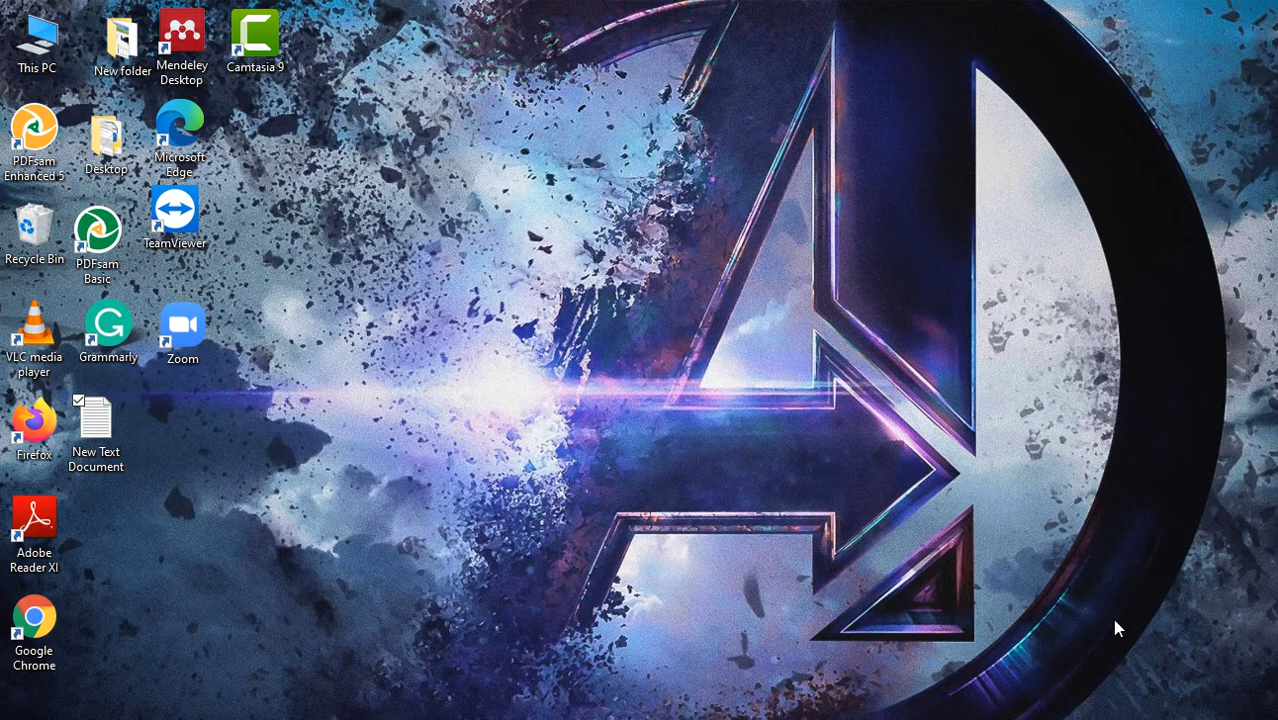 This PC
New folder
Mendeley
Desktop
Camtasia 9
PDFsam
Enhanced 5
Desktop
Microsoft
Edge
Recycle Bin
PDFsam
Basic
TeamViewer
VLC media
player
Grammarly
Zoom
Firefox
New Text
Document
Adobe
Reader XI
Google
Chrome